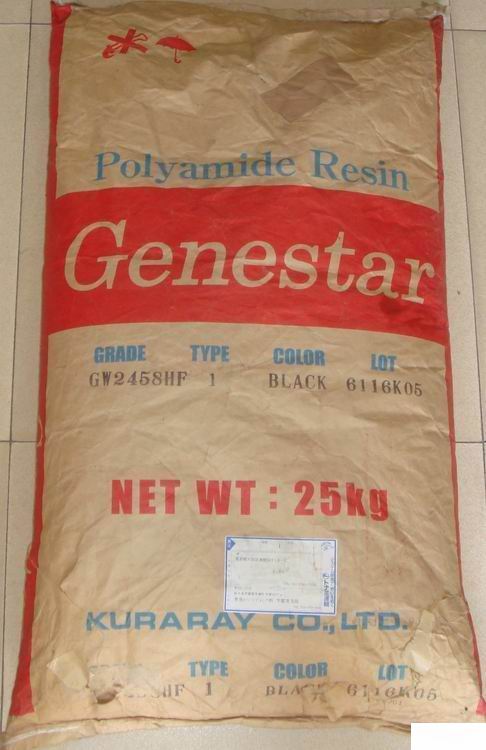 Polyamide Resin
Genestar
GRADE TYPE COLOR LOT
GW2458HF 1 BLACK 6116K05
NET WT : 25kg
KURARAY CO., LTD.
TYPE COLOR LOT
HF 1 6116K05